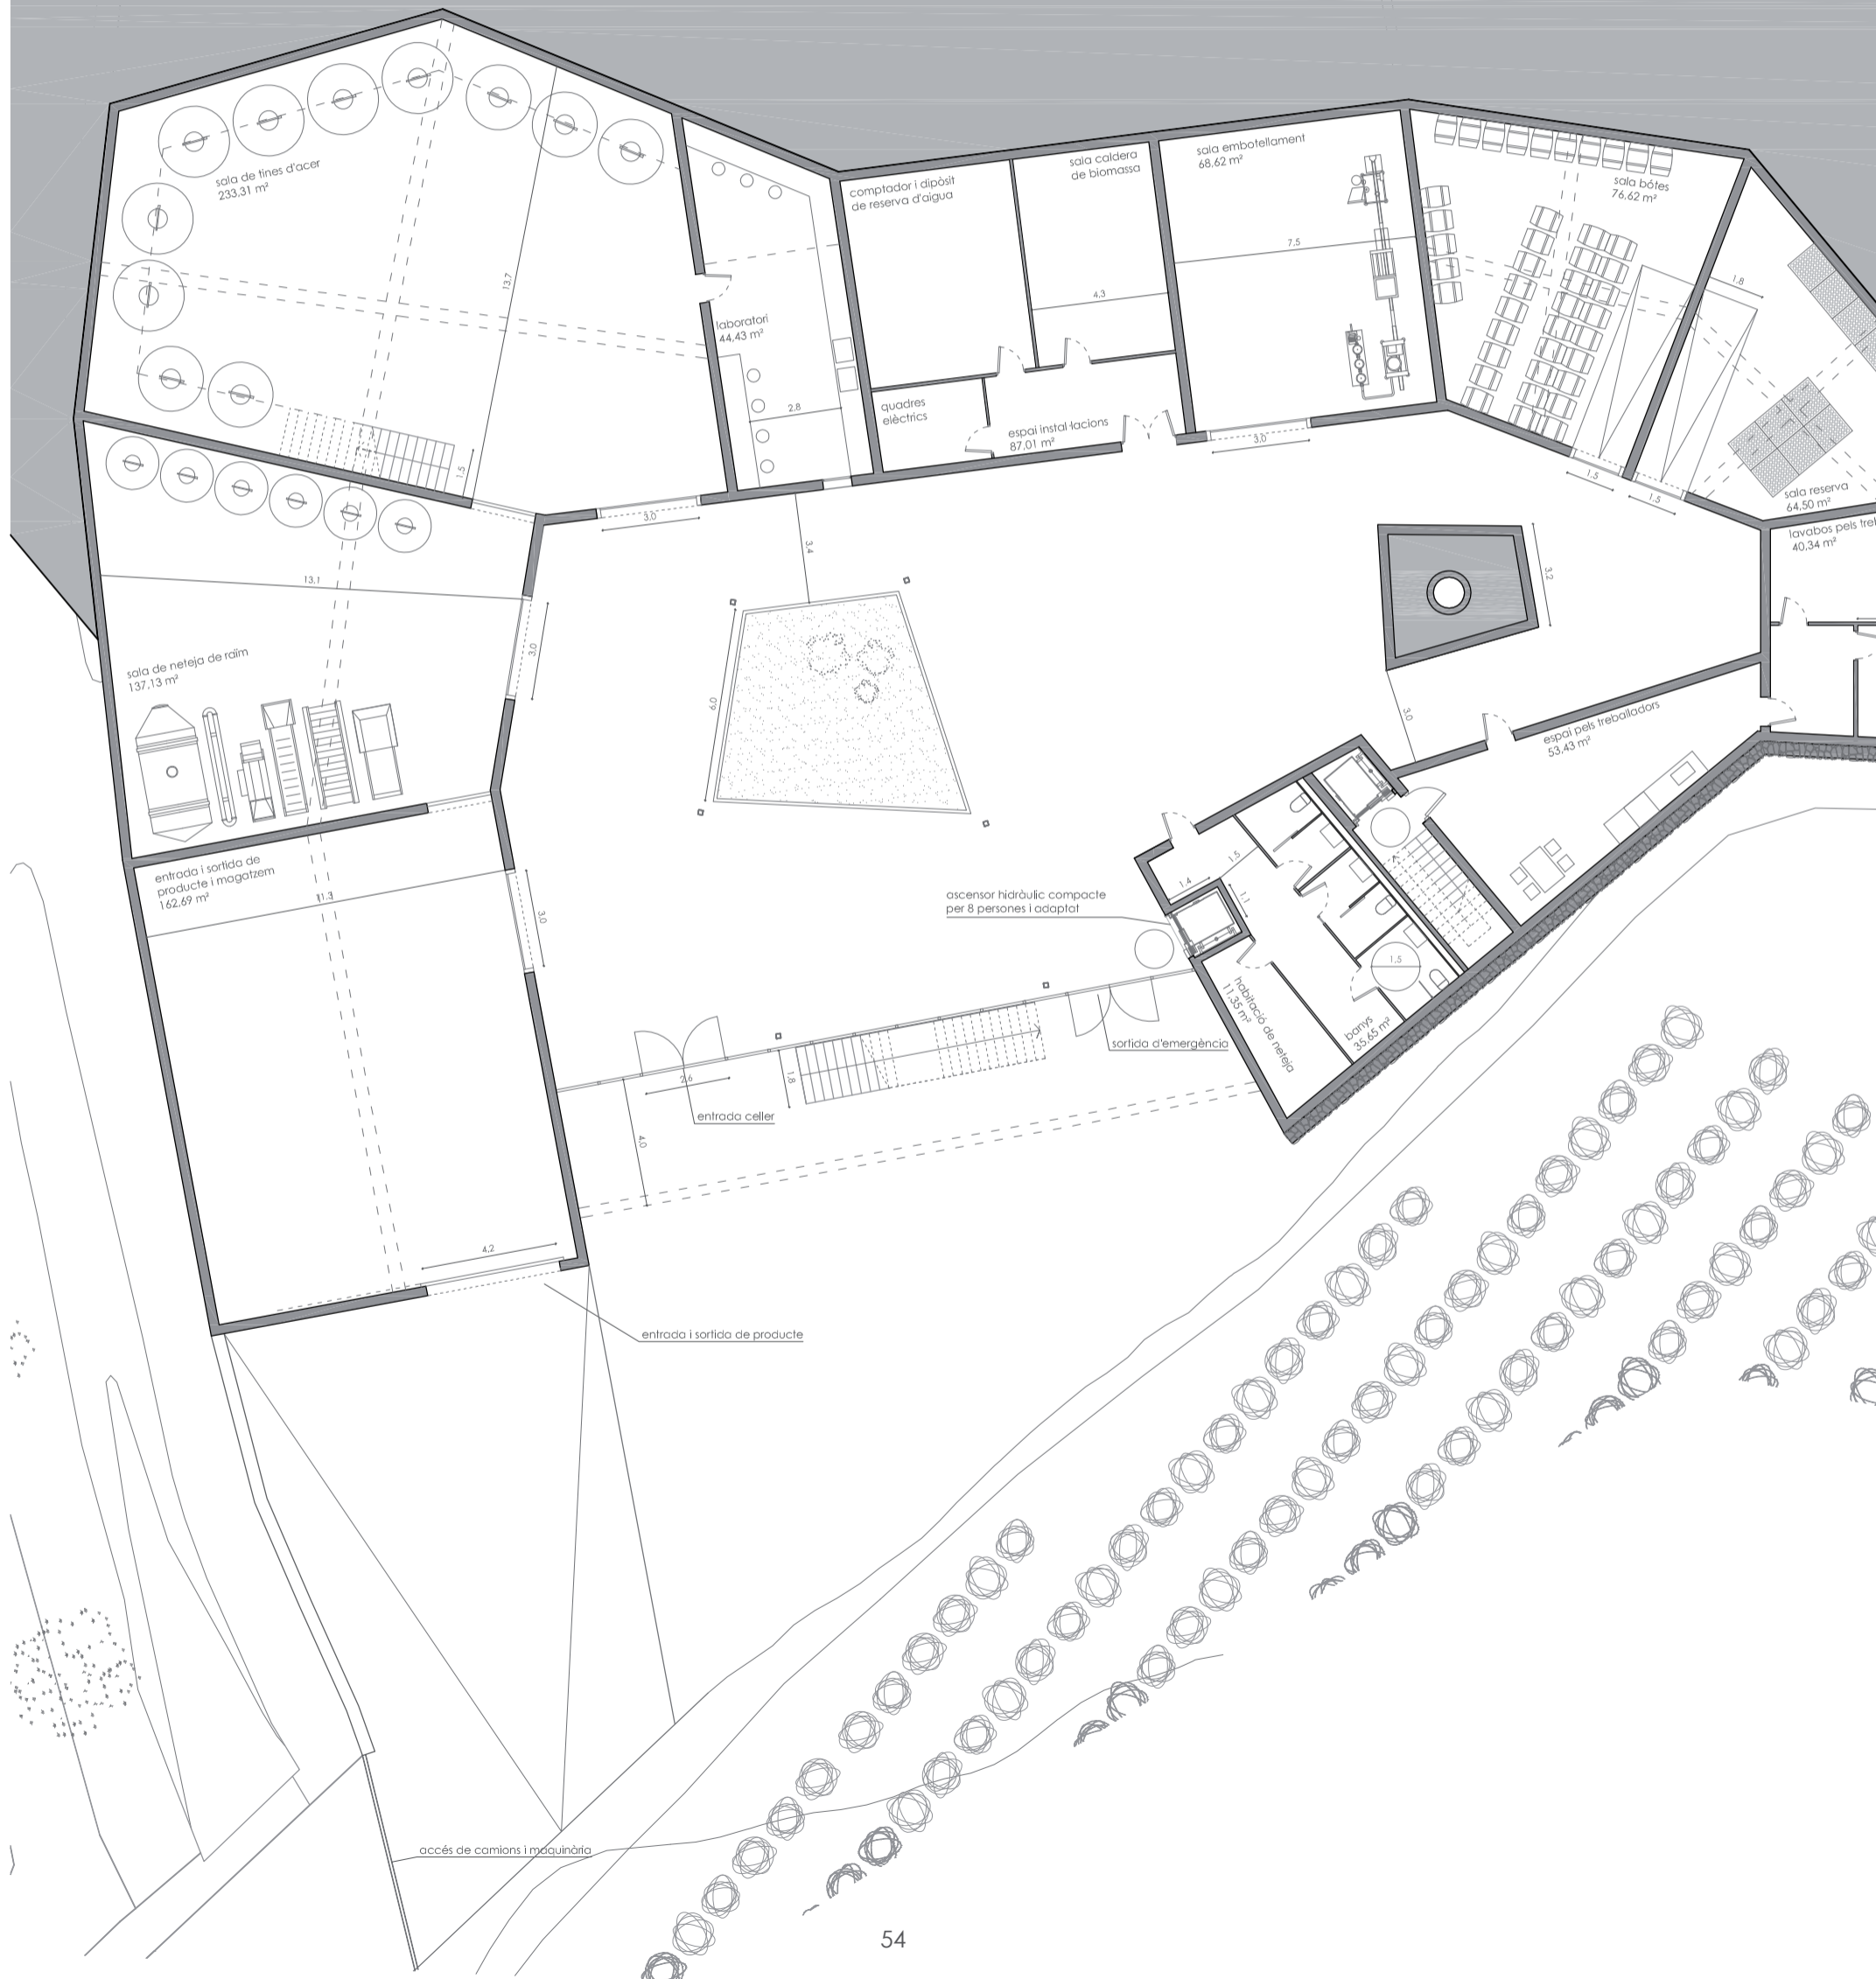 sala de tines d'acer
233,31 m²
13,7
1,5
laboratori
44,43 m²
2,8
comptador i dipòsit
de reserva d'aigua
sala caldera
de biomassa
4,3
quadres
elèctrics
espai instal·lacions
87,01 m²
sala embotellament
68,62 m²
7,5
3,0
sala bótes
76,62 m²
1,8
1,5
1,5
sala reserva
64,50 m²
lavabos pels
40,34 m²
13,1
3,0
3,4
3,0
sala de neteja de raïm
137,13 m²
6,0
3,2
3,0
espai pels treballadors
53,43 m²
entrada i sortida de
producte i magatzem
162,69 m²
11,3
3,0
ascensor hidràulic compacte
per 8 persones i adaptat
1,5
1,4
1,1
1,5
habitació de neteja
11,35 m²
banys
35,65 m²
sortida d'emergència
2,6
1,8
entrada celler
4,0
4,2
entrada i sortida de producte
accés de camions i maquinària
54